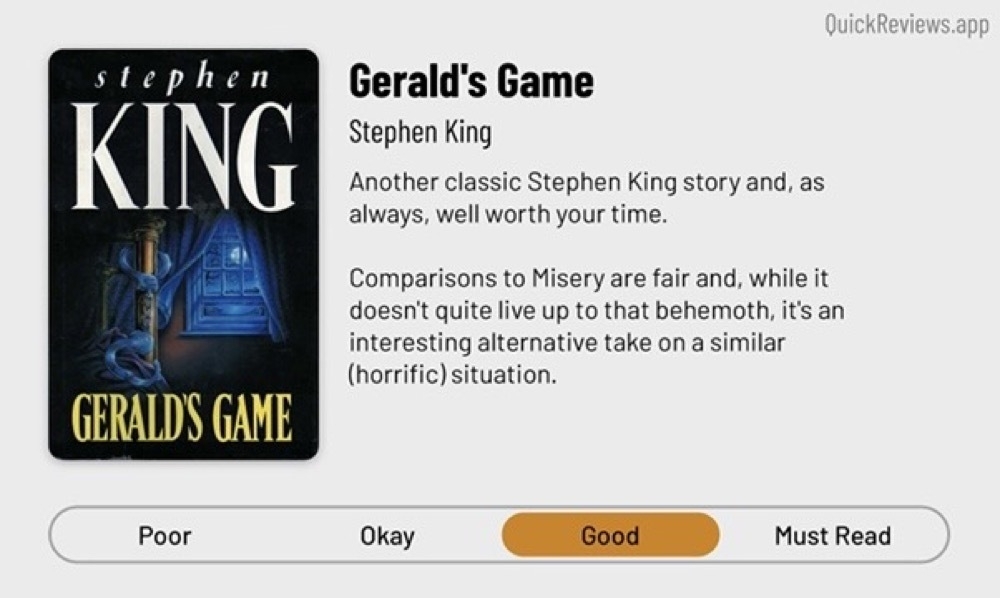 QuickReviews.app
stephen
KING
GERALD'S GAME
Gerald's Game
Stephen King
Another classic Stephen King story and, as
always, well worth your time.
Comparisons to Misery are fair and, while it
doesn't quite live up to that behemoth, it's an
interesting alternative take on a similar
(horrific) situation.
Poor
Okay
Good
Must Read